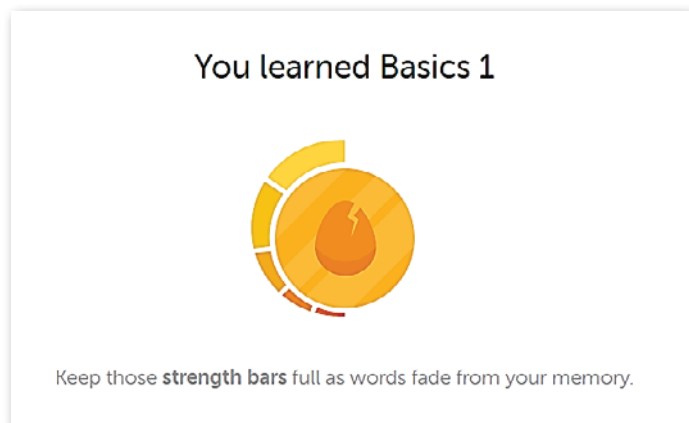 You learned Basics 1
Keep those strength bars full as words fade from your memory.